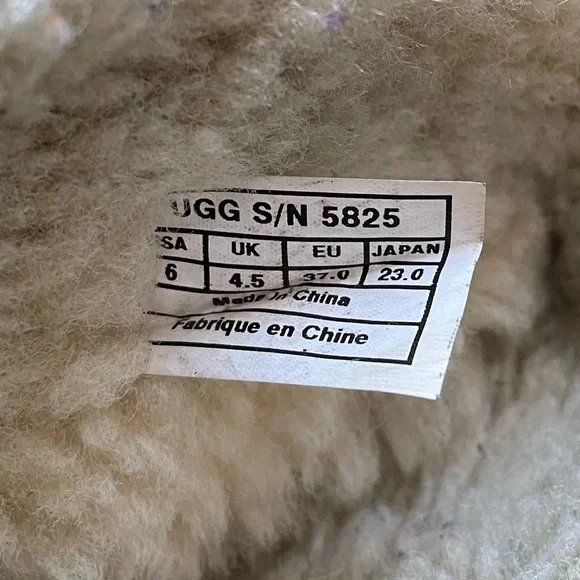 UGG S/N 5825
SA UK EU JAPAN
6 4.5 37.0 23.0
Made in China
Fabrique en Chine